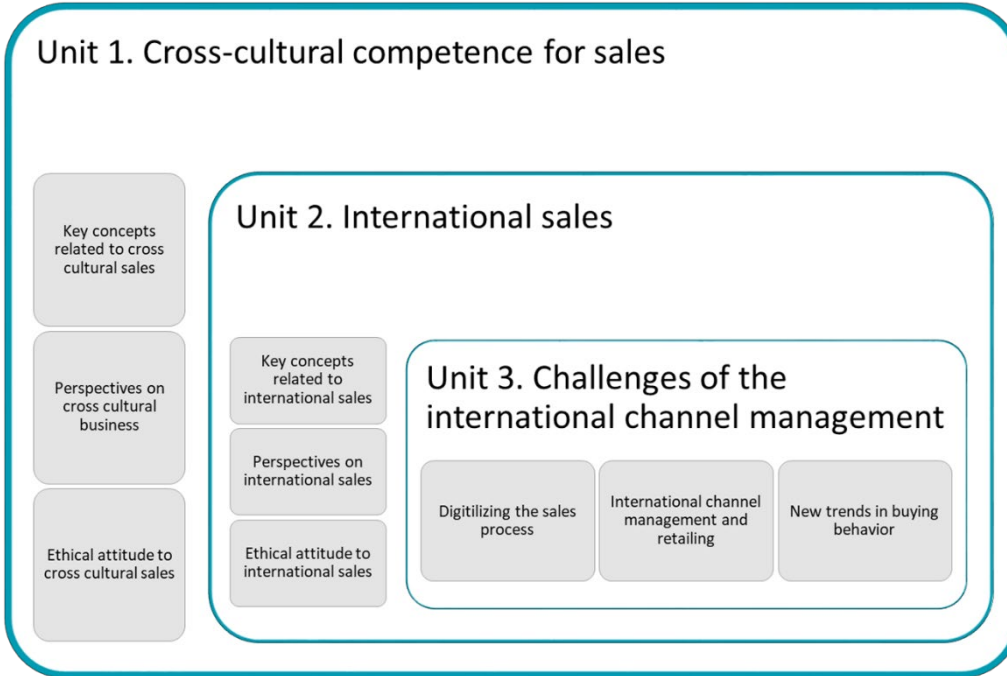 Unit 1. Cross-cultural competence for sales
Key concepts
related to cross
cultural sales
Perspectives on
cross cultural
business
Ethical attitude to
cross cultural sales
Unit 2. International sales
Key concepts
related to
international sales
Perspectives on
international sales
Ethical attitude to
international sales
Unit 3. Challenges of the
international channel management
Digitilizing the sales
process
International channel
management and
retailing
New trends in buying
behavior